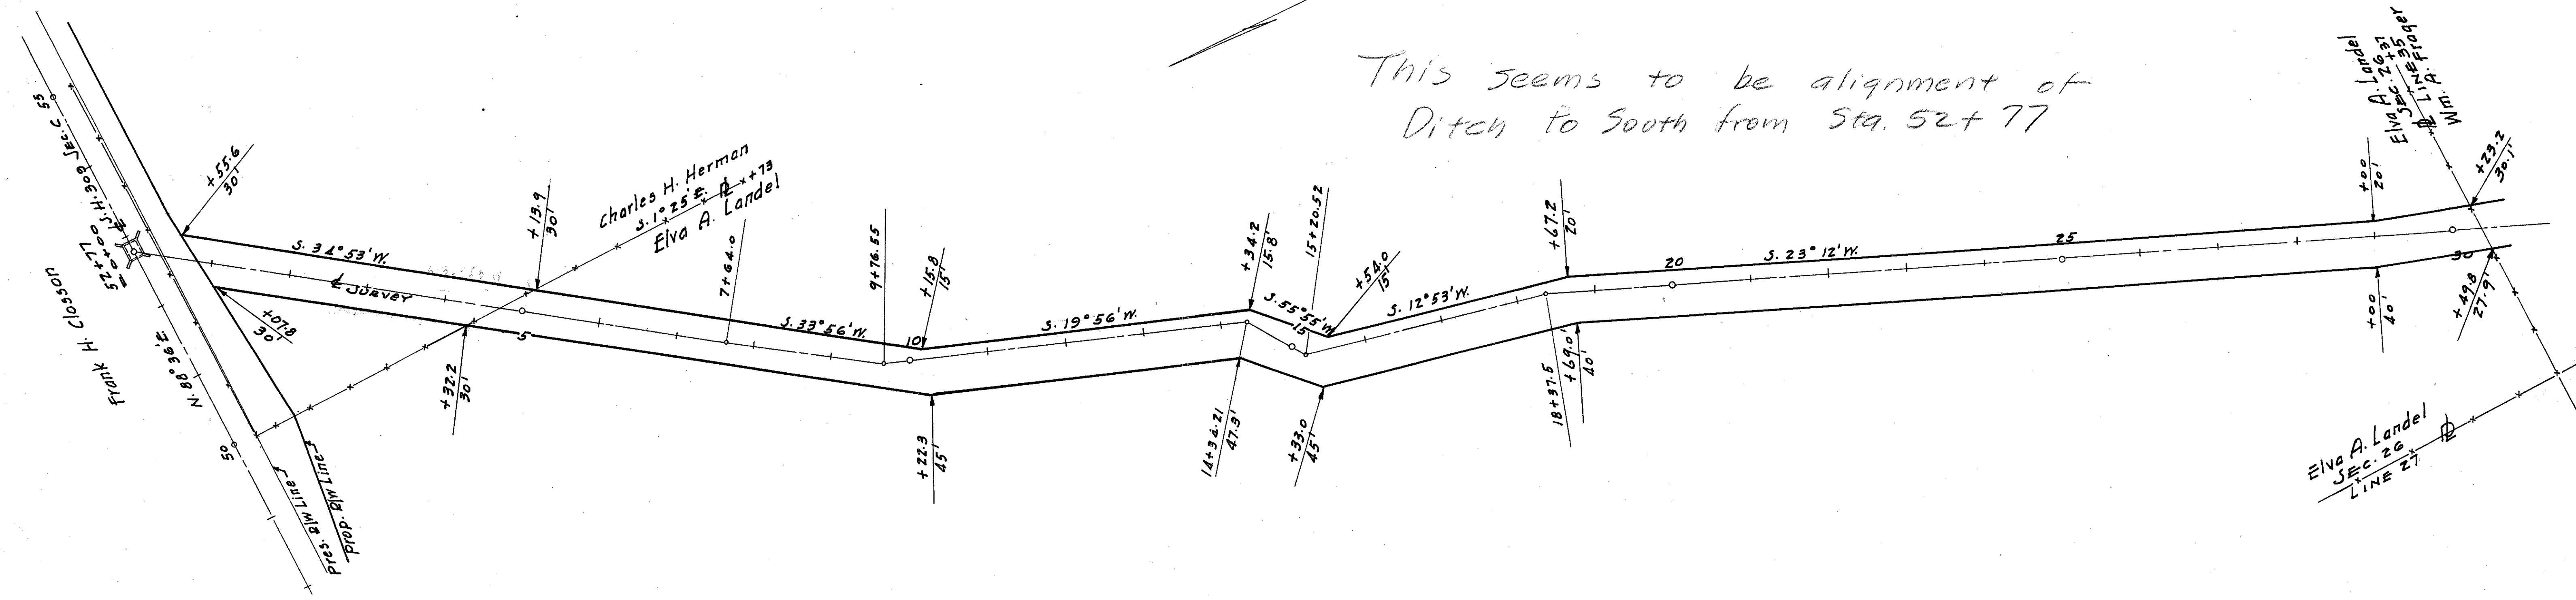 This seems to be alignment of
Ditch to South from Sta. 52+77
55
℄ S.H. 309 Sec. C
52+77
= 0+00
Frank H. Closson
N. 88°36'E.
50
Pres. R/W Line
Prop. R/W Line
+55.6
30'
+07.8
30'
S. 34°53'W.
℄ SURVEY
+13.9
30'
+32.2
30'
5
Charles H. Herman
S. 1°25'E. ℄ +73
Elva A. Landel
7+64.0
S. 33°56'W.
9+76.55
+15.8
15'
10
+22.3
45'
S. 19°56'W.
+34.2
15.8'
14+34.21
47.3'
S. 55°55'W.
15
15+20.52
+54.0
15'
+33.0
45'
S. 12°53'W.
+67.2
20'
18+37.5
+69.0'
40'
20
S. 23°12'W.
25
+00
20'
+00
40'
Elva A. Landel
SEC. 26 +37
LINE 35
Wm. A. Frager
+23.2
30.1'
30
+49.8
27.9'
Elva A. Landel
SEC. 26
LINE 27